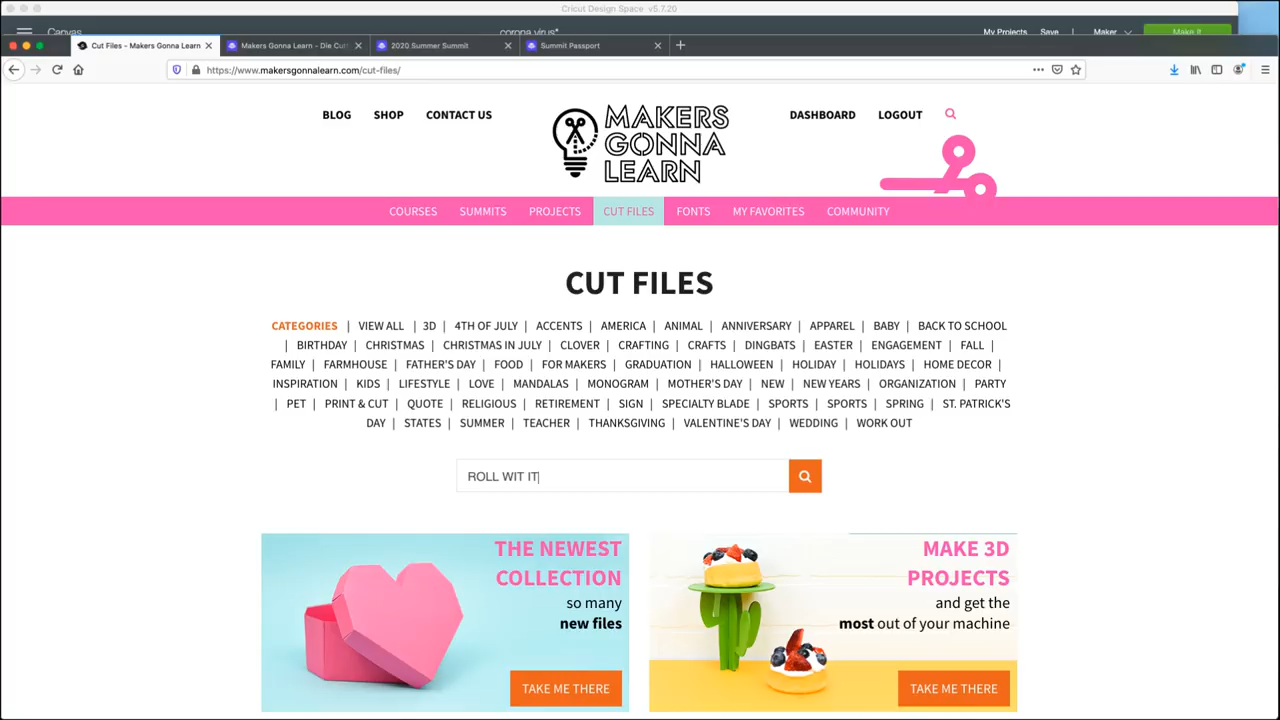 Cricut Design Space v5.7.20
Canvas
corona virus*
My Projects Save Maker Make It
Cut Files - Makers Gonna Learn
Makers Gonna Learn - Die Cut
2020 Summer Summit
Summit Passport
https://www.makersgonnalearn.com/cut-files/
BLOG SHOP CONTACT US
MAKERS
GONNA
LEARN
DASHBOARD LOGOUT
COURSES SUMMITS PROJECTS CUT FILES FONTS MY FAVORITES COMMUNITY
CUT FILES
CATEGORIES | VIEW ALL | 3D | 4TH OF JULY | ACCENTS | AMERICA | ANIMAL | ANNIVERSARY | APPAREL | BABY | BACK TO SCHOOL
| BIRTHDAY | CHRISTMAS | CHRISTMAS IN JULY | CLOVER | CRAFTING | CRAFTS | DINGBATS | EASTER | ENGAGEMENT | FALL |
FAMILY | FARMHOUSE | FATHER'S DAY | FOOD | FOR MAKERS | GRADUATION | HALLOWEEN | HOLIDAY | HOLIDAYS | HOME DECOR |
INSPIRATION | KIDS | LIFESTYLE | LOVE | MANDALAS | MONOGRAM | MOTHER'S DAY | NEW | NEW YEARS | ORGANIZATION | PARTY
| PET | PRINT & CUT | QUOTE | RELIGIOUS | RETIREMENT | SIGN | SPECIALTY BLADE | SPORTS | SPORTS | SPRING | ST. PATRICK'S
DAY | STATES | SUMMER | TEACHER | THANKSGIVING | VALENTINE'S DAY | WEDDING | WORK OUT
ROLL WIT IT
THE NEWEST
COLLECTION
so many
new files
TAKE ME THERE
MAKE 3D
PROJECTS
and get the
most out of your machine
TAKE ME THERE